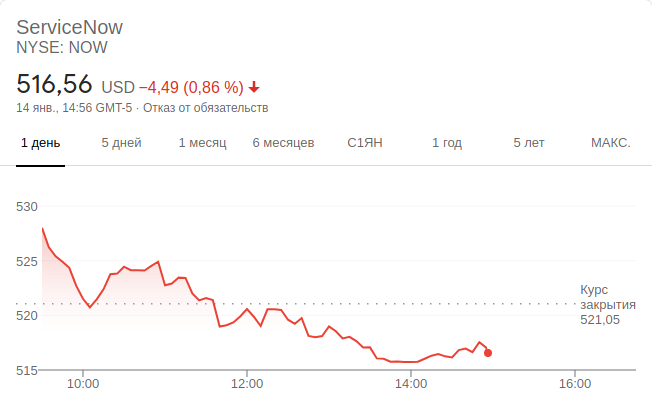 ServiceNow
NYSE: NOW
516,56 USD −4,49 (0,86 %)
14 янв., 14:56 GMT-5 · Отказ от обязательств
1 день 5 дней 1 месяц 6 месяцев С1ЯН 1 год 5 лет МАКС.
530
525
520
515
Курс
закрытия
521,05
10:00 12:00 14:00 16:00